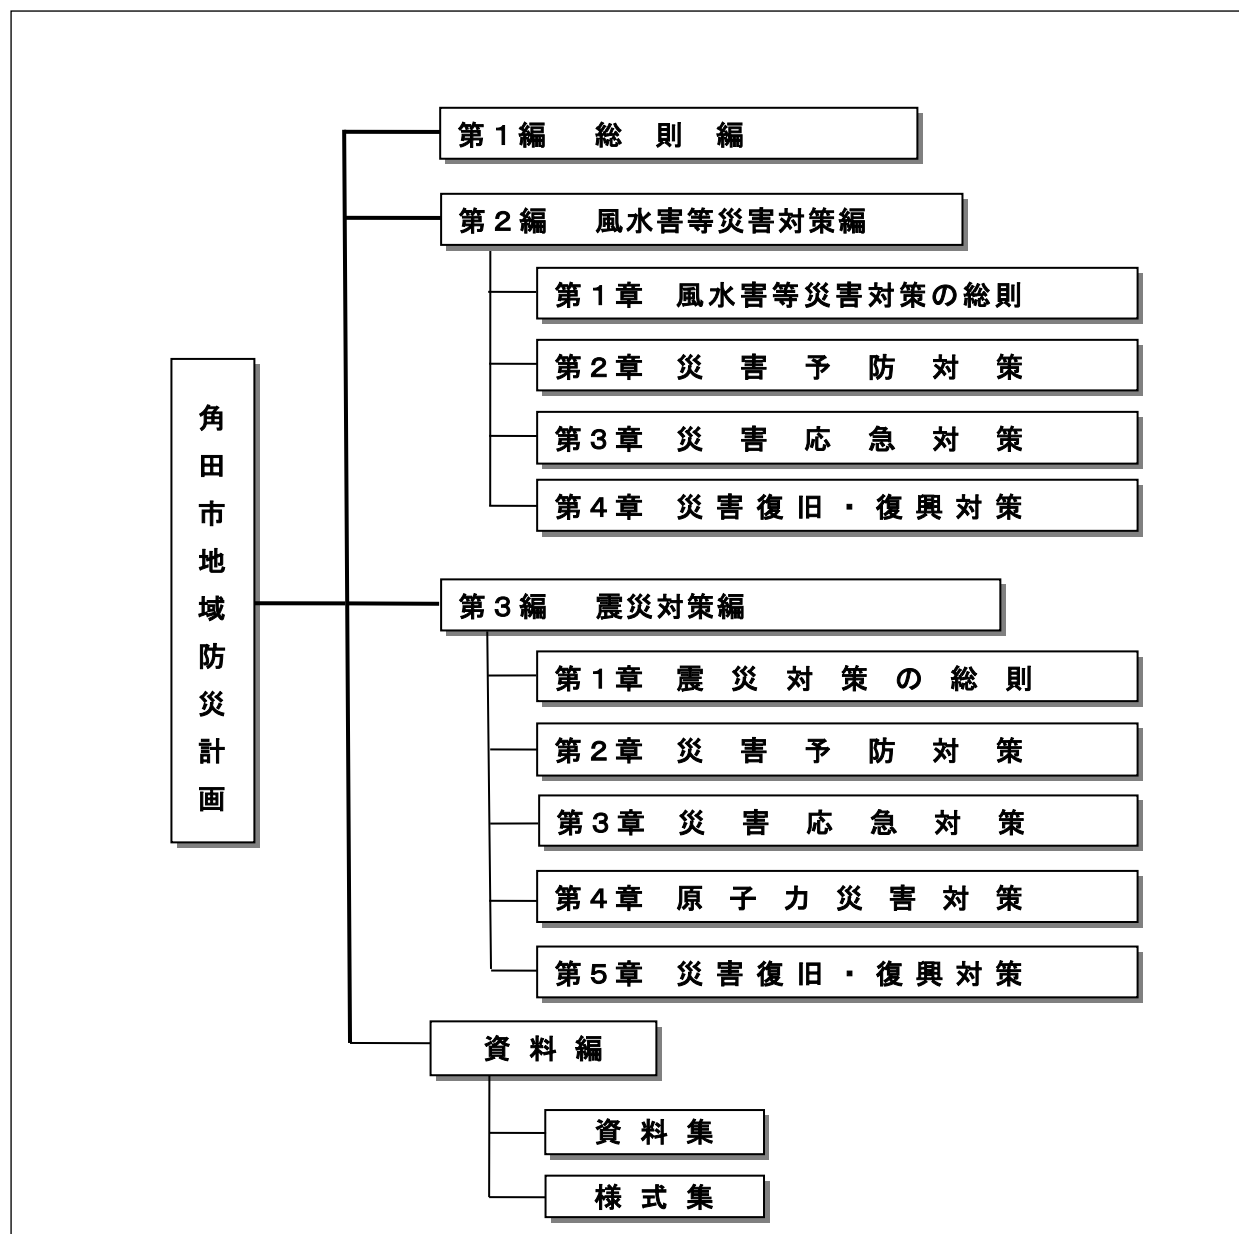 角田市地域防災計画
第１編　総則編
第２編　風水害等災害対策編
第１章　風水害等災害対策の総則
第２章　災害予防対策
第３章　災害応急対策
第４章　災害復旧・復興対策
第３編　震災対策編
第１章　震災対策の総則
第２章　災害予防対策
第３章　災害応急対策
第４章　原子力災害対策
第５章　災害復旧・復興対策
資料編
資料集
様式集